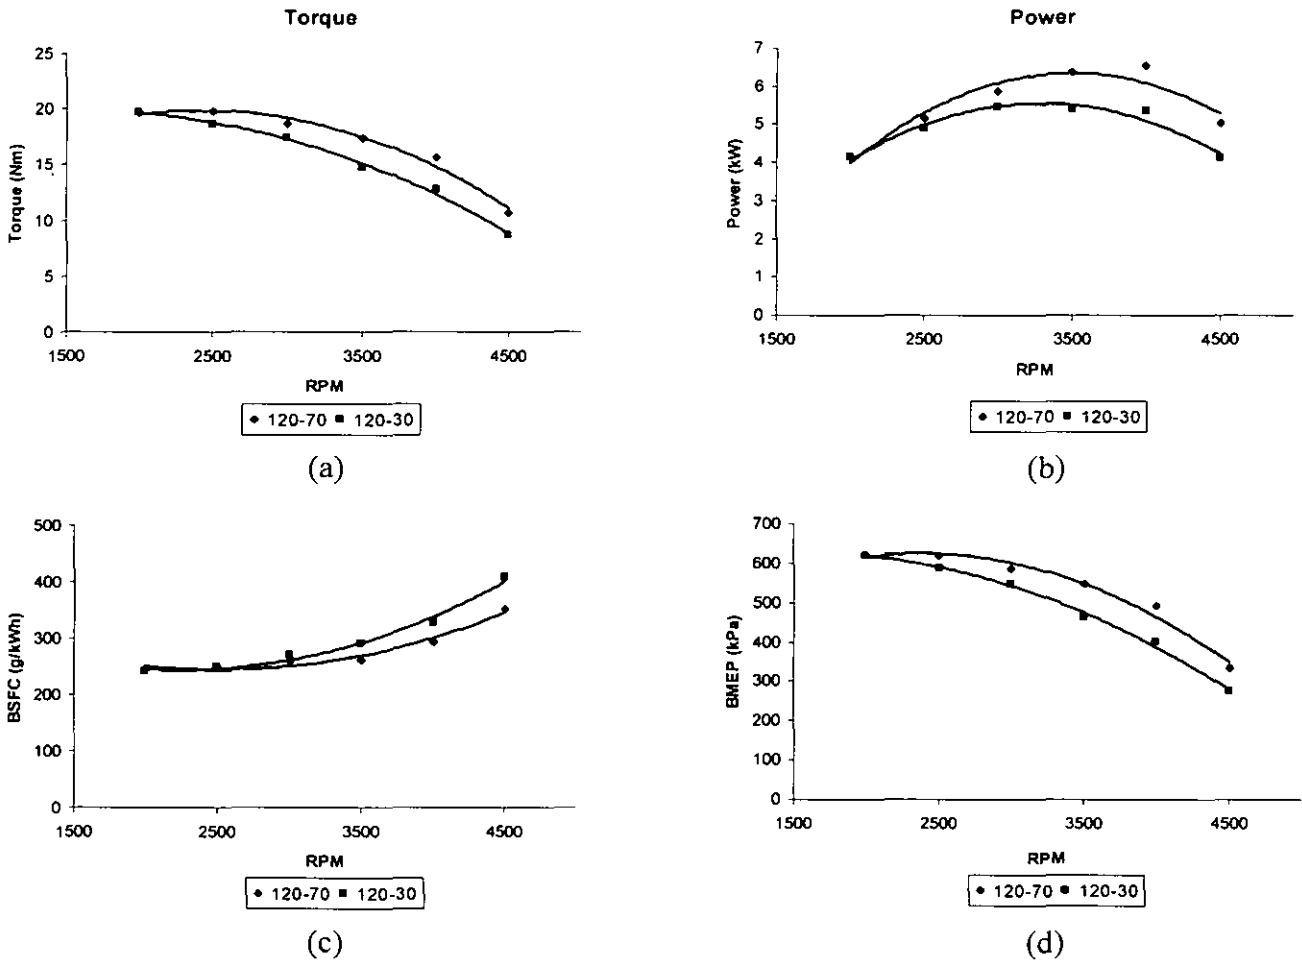 Torque
25
20
15
10
5
0
Torque (Nm)
1500 2500 3500 4500
RPM
120-70 120-30
(a)
Power
7
6
5
4
3
2
1
0
Power (kW)
1500 2500 3500 4500
RPM
120-70 120-30
(b)
500
400
300
200
100
0
BSFC (g/kWh)
1500 2500 3500 4500
RPM
120-70 120-30
(c)
700
600
500
400
300
200
100
0
BMEP (kPa)
1500 2500 3500 4500
RPM
120-70 120-30
(d)